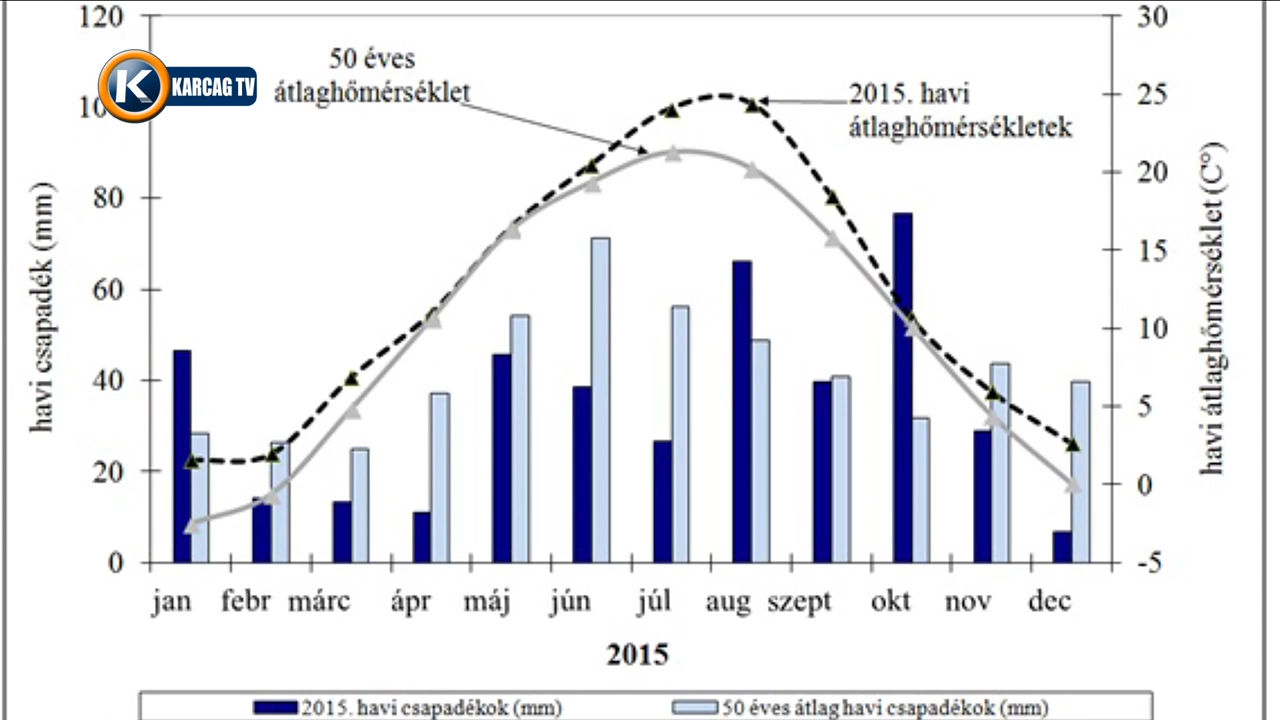 120
30
50 éves
átlaghőmérséklet
K KARCAG TV
2015. havi
átlaghőmérsékletek
10
25
80
20
15
60
10
40
5
20
0
0
-5
havi csapadék (mm)
havi átlaghőmérséklet (C°)
jan febr márc ápr máj jún júl aug szept okt nov dec
2015
2015. havi csapadékok (mm)
50 éves átlag havi csapadékok (mm)